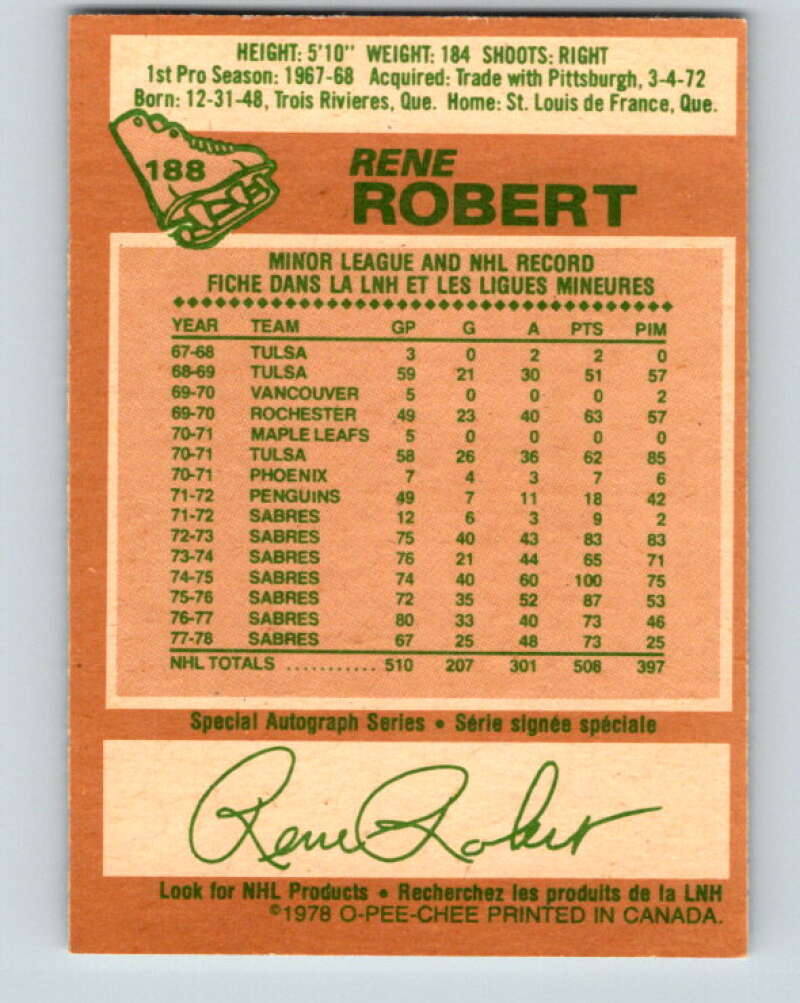 HEIGHT: 5'10" WEIGHT: 184 SHOOTS: RIGHT
1st Pro Season: 1967-68 Acquired: Trade with Pittsburgh, 3-4-72
Born: 12-31-48, Trois Rivieres, Que. Home: St. Louis de France, Que.
188
RENE
ROBERT
MINOR LEAGUE AND NHL RECORD
FICHE DANS LA LNH ET LES LIGUES MINEURES
YEAR TEAM GP G A PTS PIM
67-68 TULSA 3 0 2 2 0
68-69 TULSA 59 21 30 51 57
69-70 VANCOUVER 5 0 0 0 2
69-70 ROCHESTER 49 23 40 63 57
70-71 MAPLE LEAFS 5 0 0 0 0
70-71 TULSA 58 26 36 62 85
70-71 PHOENIX 7 4 3 7 6
71-72 PENGUINS 49 7 11 18 42
71-72 SABRES 12 6 3 9 2
72-73 SABRES 75 40 43 83 83
73-74 SABRES 76 21 44 65 71
74-75 SABRES 74 40 60 100 75
75-76 SABRES 72 35 52 87 53
76-77 SABRES 80 33 40 73 46
77-78 SABRES 67 25 48 73 25
NHL TOTALS ........... 510 207 301 508 397
Special Autograph Series • Série signée spéciale
Rene Robert
Look for NHL Products • Recherchez les produits de la LNH
©1978 O-PEE-CHEE PRINTED IN CANADA.